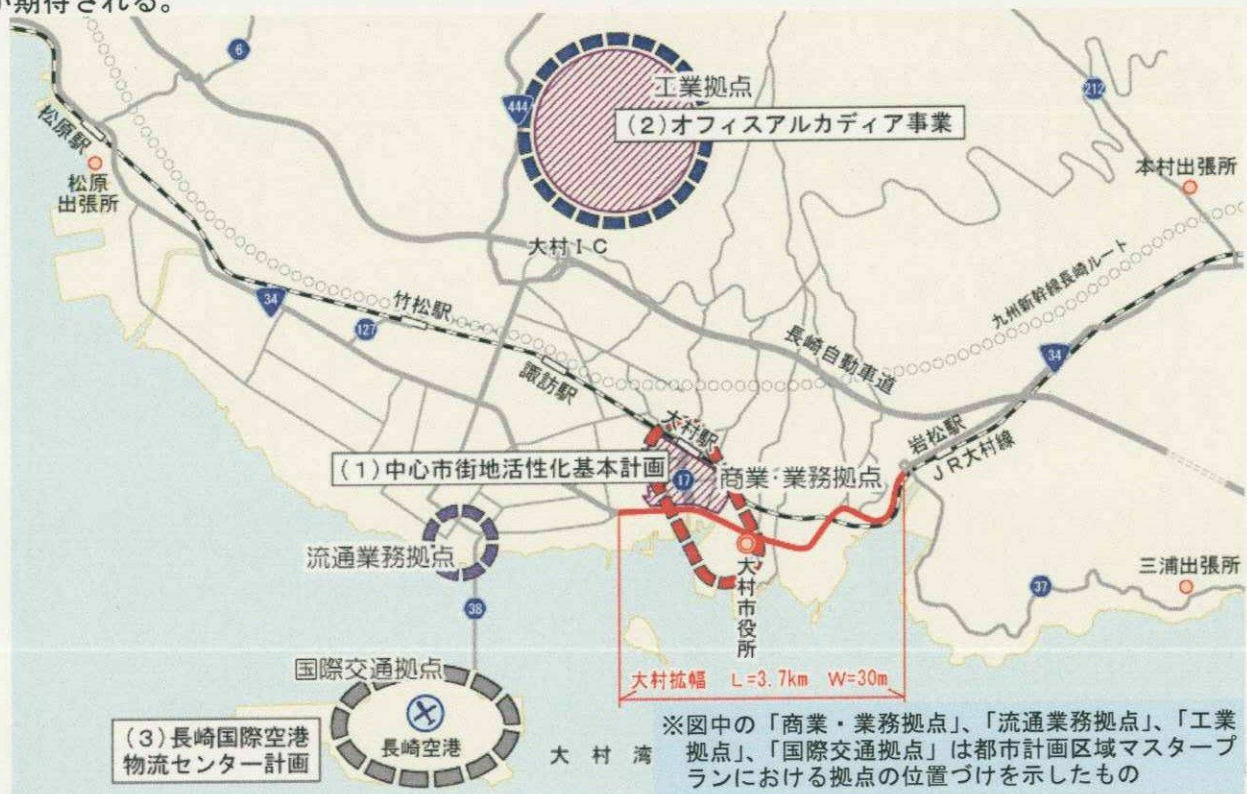 が期待される。
6
工業拠点
444
(2)オフィスアルカディア事業
212
松原駅
松原
出張所
本村出張所
大村IC
34
竹松駅
127
九州新幹線長崎ルート
長崎自動車道
34
諏訪駅
大村駅
岩松駅
JR大村線
(1)中心市街地活性化基本計画
17
商業・業務拠点
流通業務拠点
大村市役所
三浦出張所
37
38
国際交通拠点
大村拡幅 L=3.7km W=30m
(3)長崎国際空港
物流センター計画
長崎空港
大村湾
※図中の「商業・業務拠点」、「流通業務拠点」、「工業
拠点」、「国際交通拠点」は都市計画区域マスタープ
ランにおける拠点の位置づけを示したもの